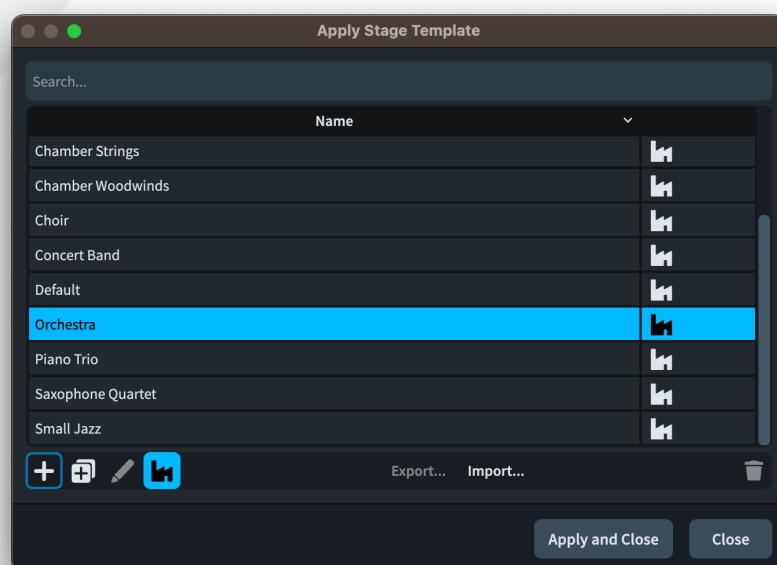 Apply Stage Template
Search...
Name
Chamber Strings
Chamber Woodwinds
Choir
Concert Band
Default
Orchestra
Piano Trio
Saxophone Quartet
Small Jazz
Export... Import...
Apply and Close Close